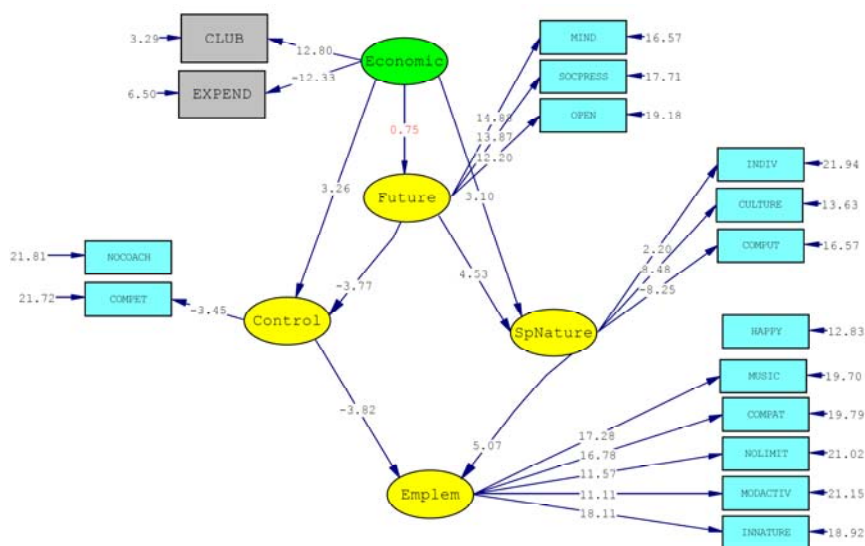 3.29
CLUB
12.80
Economic
MIND
16.57
6.50
EXPEND
-12.33
SOCPRESS
17.71
OPEN
19.18
0.75
14.88
13.87
12.20
3.26
Future
3.10
INDIV
21.94
CULTURE
13.63
21.81
NOCOACH
2.20
COMPUT
16.57
-3.77
4.53
8.48
-8.25
21.72
COMPET
-3.45
Control
SpNature
HAPPY
12.83
MUSIC
19.70
-3.82
COMPAT
19.79
5.07
17.28
16.78
NOLIMIT
21.02
11.57
Emplem
11.11
MODACTIV
21.15
18.11
INNATURE
18.92